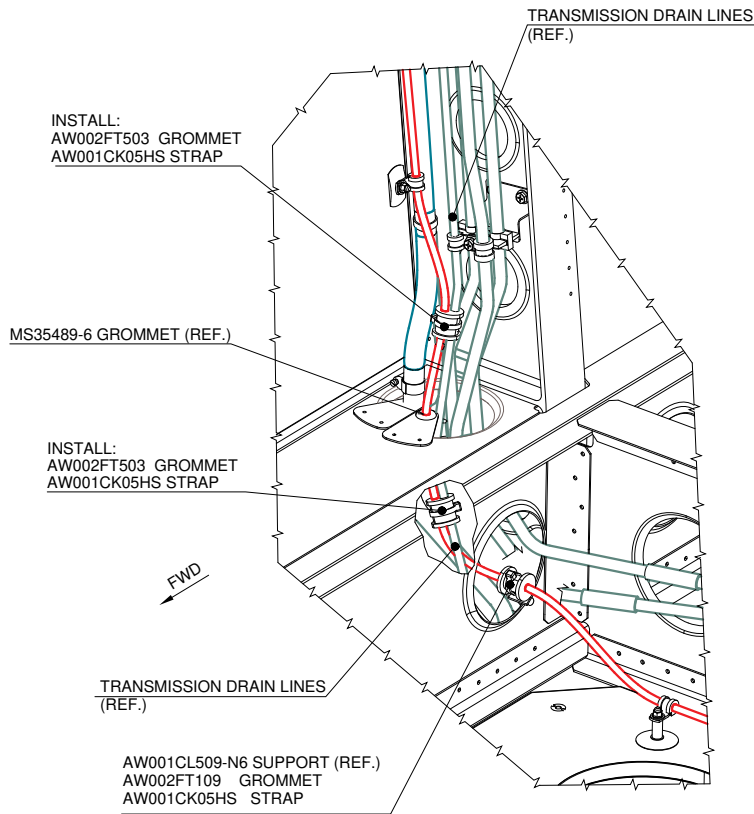 TRANSMISSION DRAIN LINES
(REF.)
INSTALL:
AW002FT503 GROMMET
AW001CK05HS STRAP
MS35489-6 GROMMET (REF.)
INSTALL:
AW002FT503 GROMMET
AW001CK05HS STRAP
FWD
TRANSMISSION DRAIN LINES
(REF.)
AW001CL509-N6 SUPPORT (REF.)
AW002FT109 GROMMET
AW001CK05HS STRAP